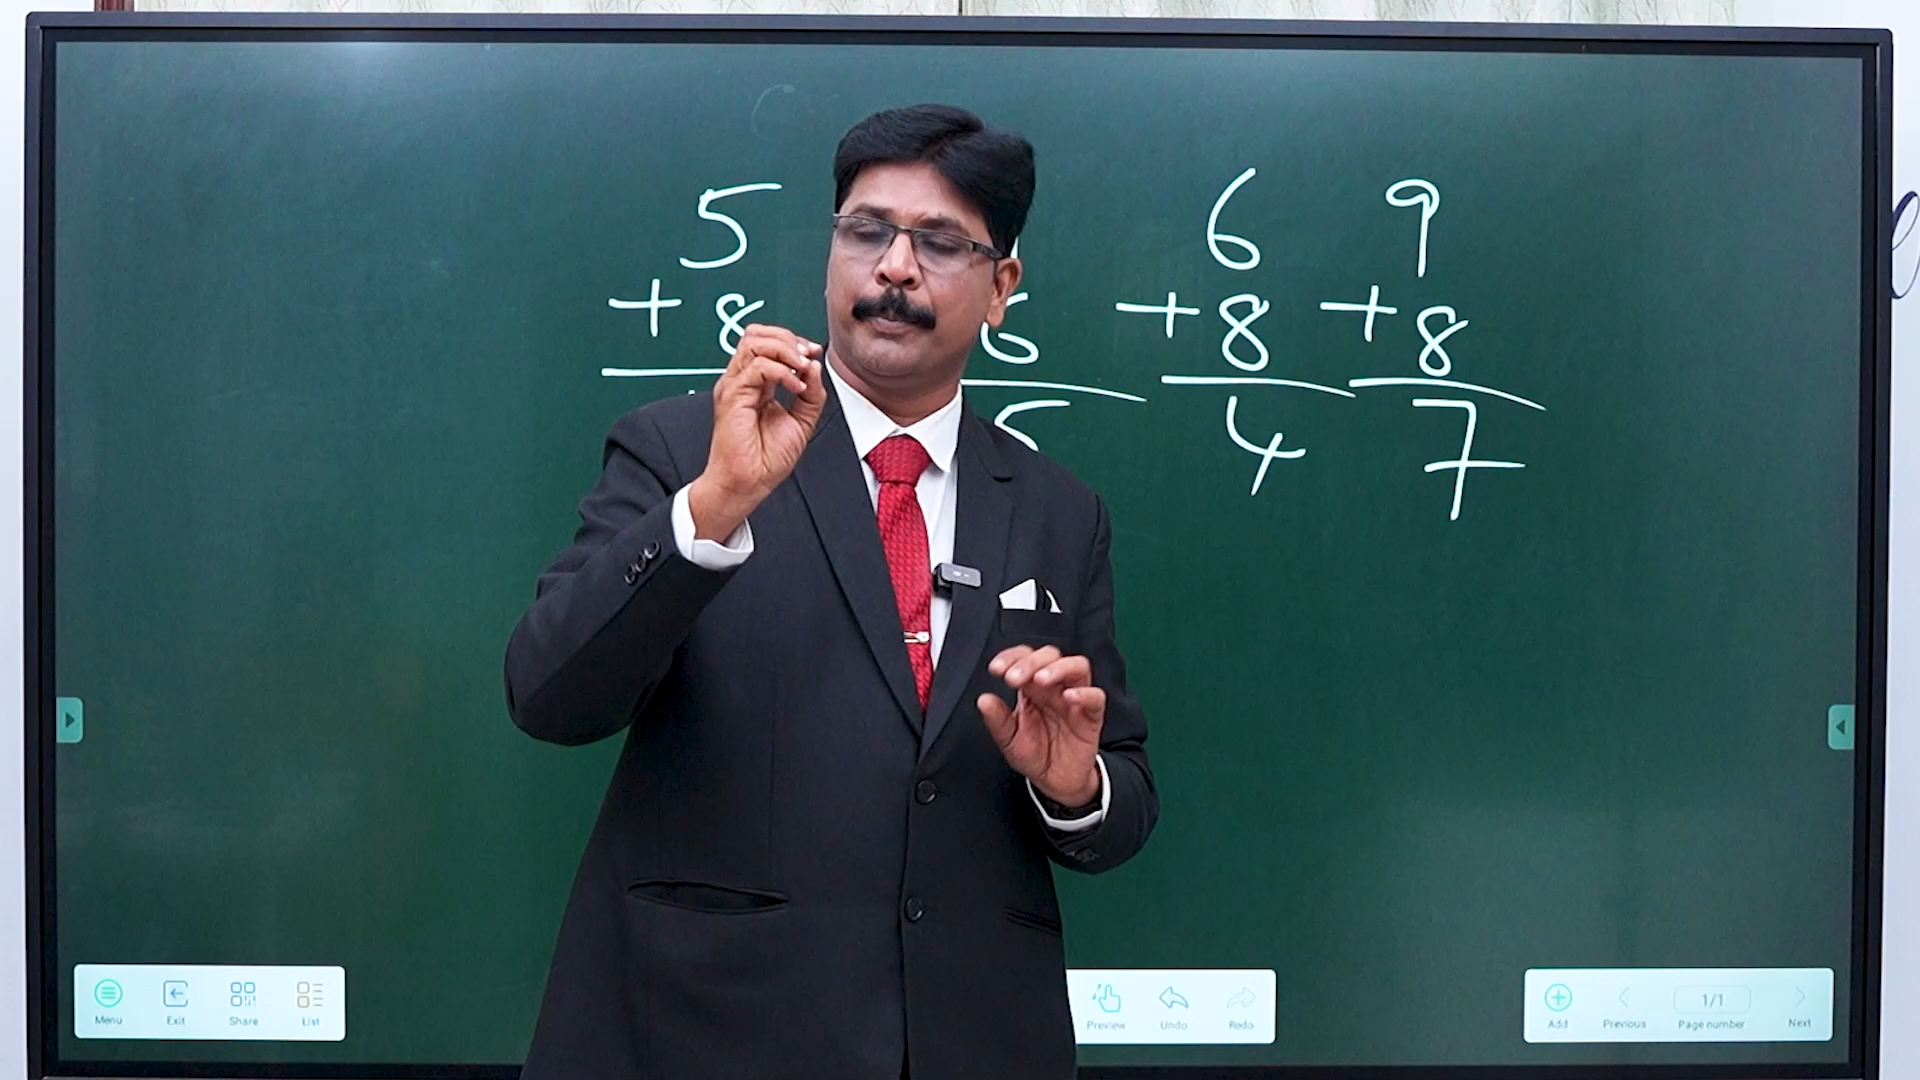 5 6 9
+8 6 +8 +8
5 4 7
Menu Exit Share List Preview Undo Redo Add Previous 1/1 Page number Next